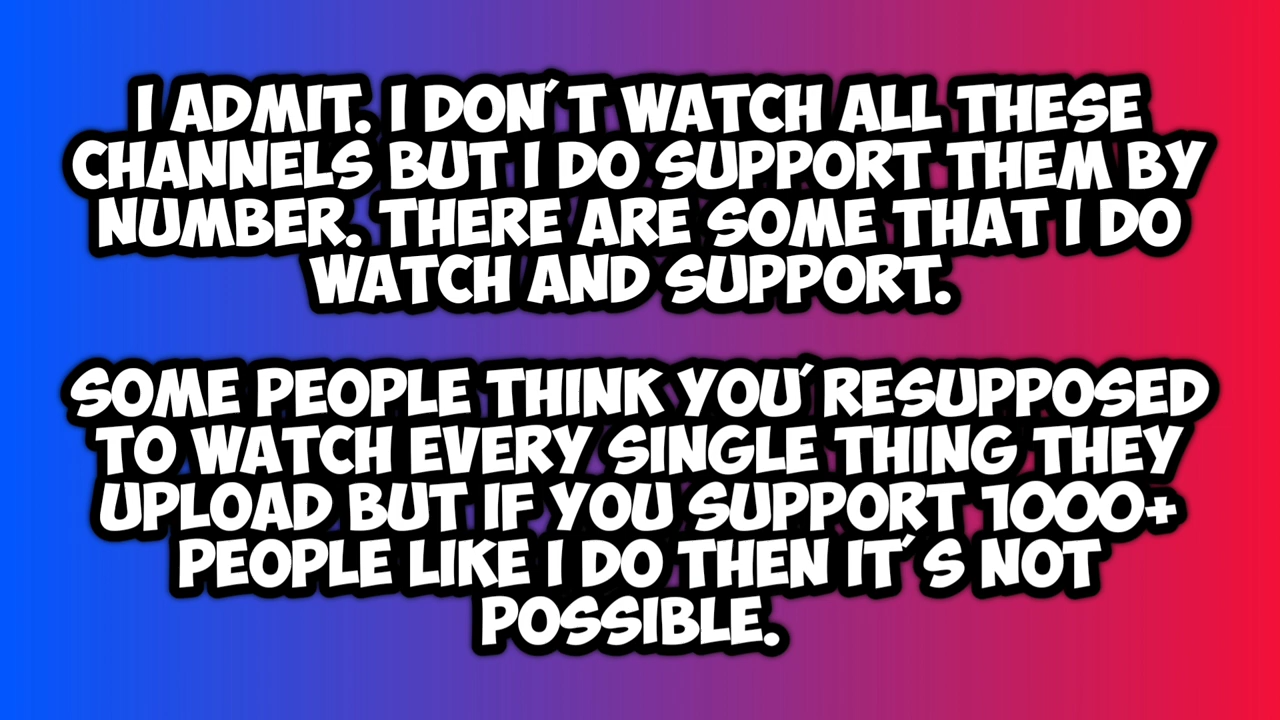 I ADMIT. I DON´T WATCH ALL THESE
CHANNELS BUT I DO SUPPORT THEM BY
NUMBER. THERE ARE SOME THAT I DO
WATCH AND SUPPORT.
SOME PEOPLE THINK YOU´RESUPPOSED
TO WATCH EVERY SINGLE THING THEY
UPLOAD BUT IF YOU SUPPORT 1000+
PEOPLE LIKE I DO THEN IT´S NOT
POSSIBLE.